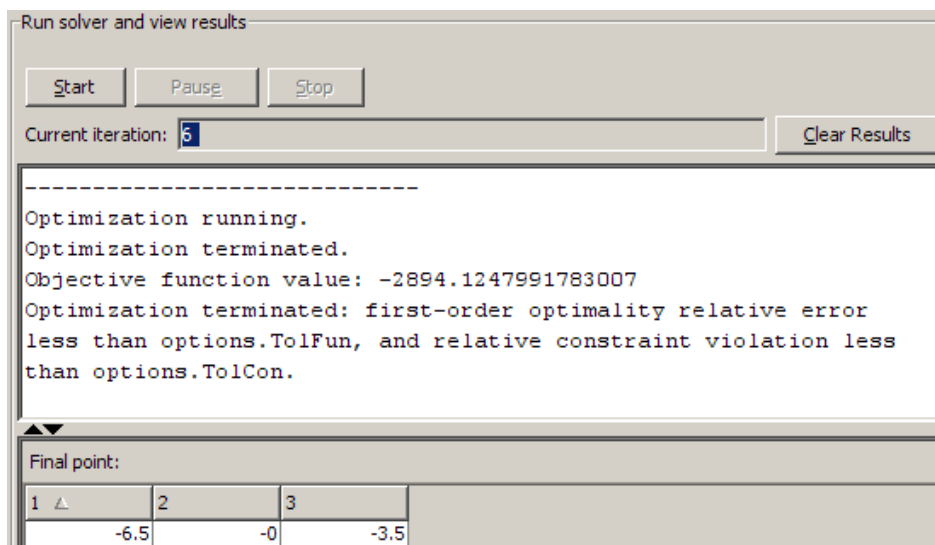 Run solver and view results
Start Pause Stop
Current iteration: 6 Clear Results
-----------------------------
Optimization running.
Optimization terminated.
Objective function value: -2894.1247991783007
Optimization terminated: first-order optimality relative error
less than options.TolFun, and relative constraint violation less
than options.TolCon.
Final point:
1 2 3
-6.5 -0 -3.5